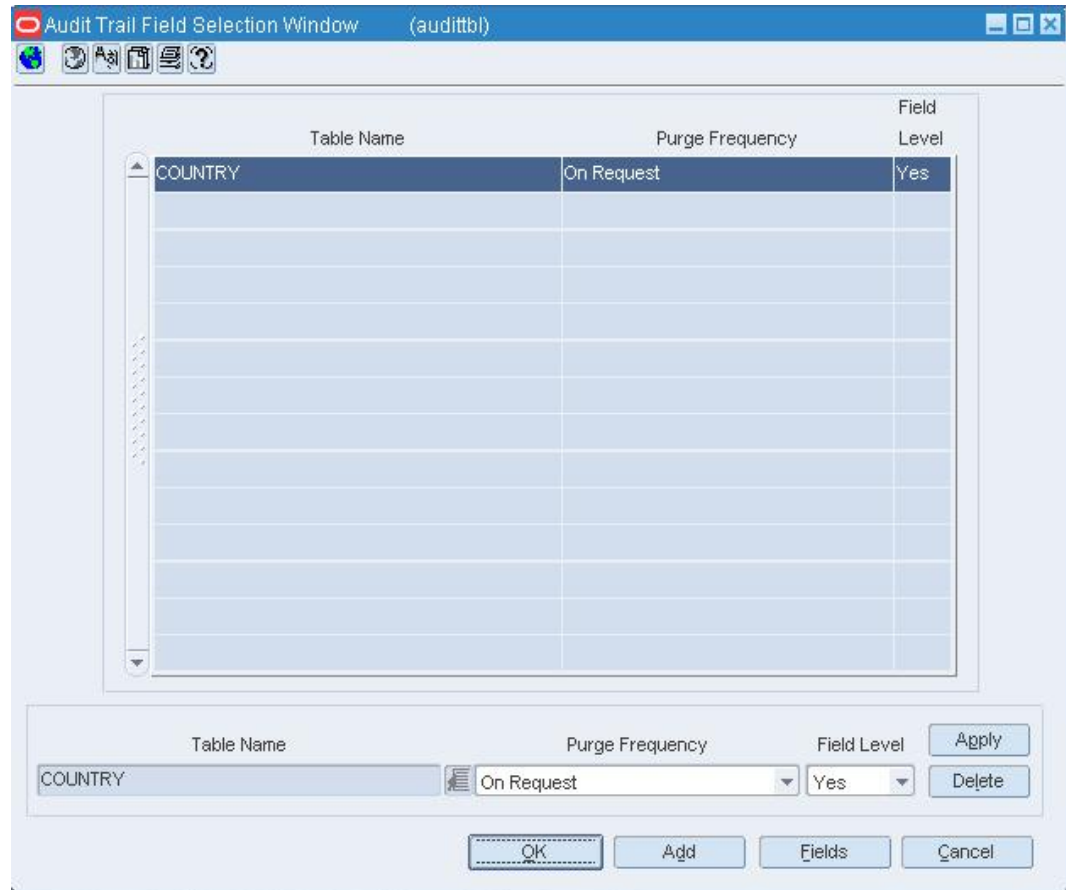 Audit Trail Field Selection Window (audittbl)
Field
Table Name Purge Frequency Level
COUNTRY On Request Yes
Table Name Purge Frequency Field Level Apply
COUNTRY On Request Yes Delete
OK Add Fields Cancel